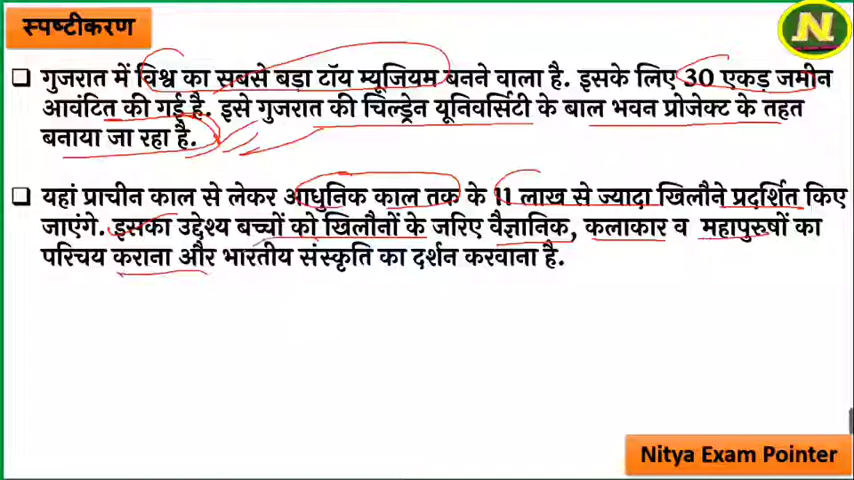 स्पष्टीकरण
N
गुजरात में विश्व का सबसे बड़ा टॉय म्यूजियम बनने वाला है. इसके लिए 30 एकड़ जमीन
आवंटित की गई है. इसे गुजरात की चिल्ड्रेन यूनिवर्सिटी के बाल भवन प्रोजेक्ट के तहत
बनाया जा रहा है.
यहां प्राचीन काल से लेकर आधुनिक काल तक के 11 लाख से ज्यादा खिलौने प्रदर्शित किए
जाएंगे. इसका उद्देश्य बच्चों को खिलौनों के जरिए वैज्ञानिक, कलाकार व महापुरुषों का
परिचय कराना और भारतीय संस्कृति का दर्शन करवाना है.
Nitya Exam Pointer